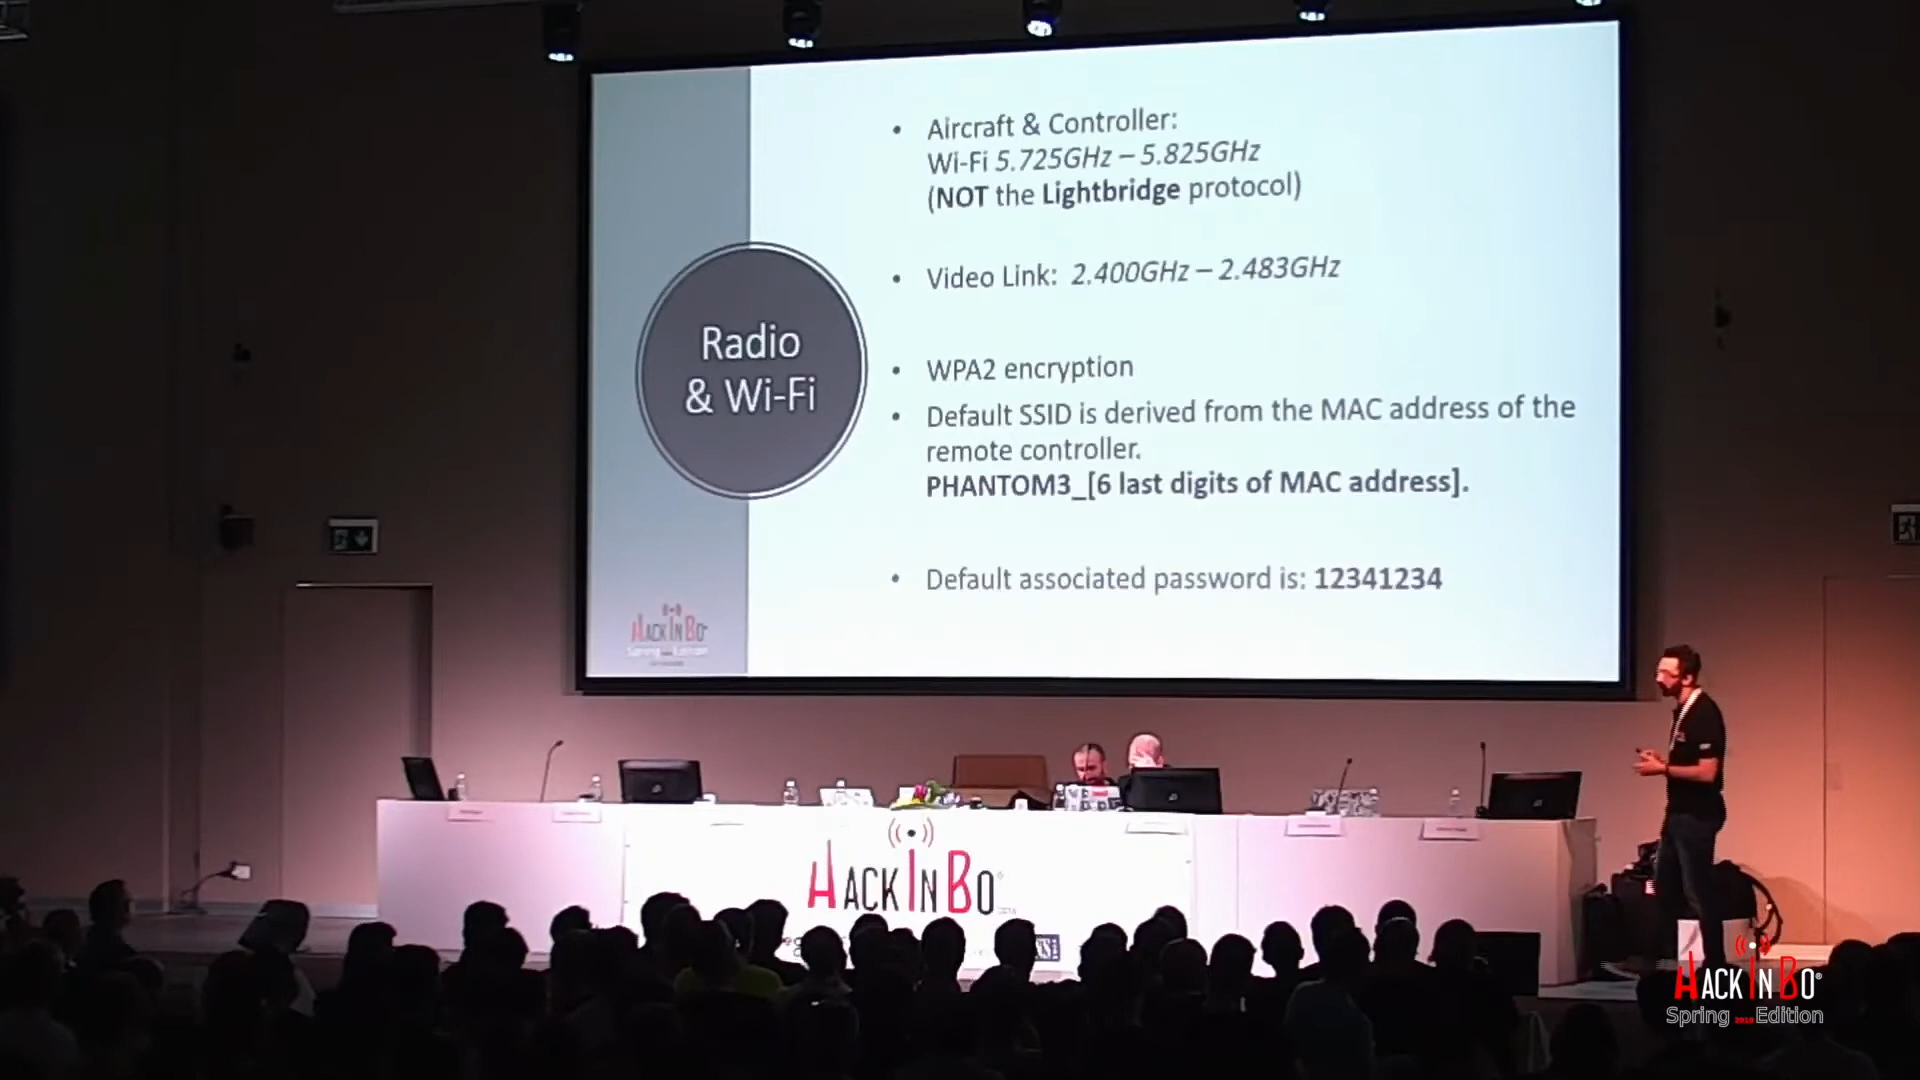 • Aircraft & Controller:
Wi-Fi 5.725GHz – 5.825GHz
(NOT the Lightbridge protocol)
• Video Link: 2.400GHz – 2.483GHz
Radio
& Wi-Fi
• WPA2 encryption
• Default SSID is derived from the MAC address of the
remote controller.
PHANTOM3_[6 last digits of MAC address].
• Default associated password is: 12341234
HACKINBO
Spring Edition
HACKINBO®
HACKINBO®
Spring Edition